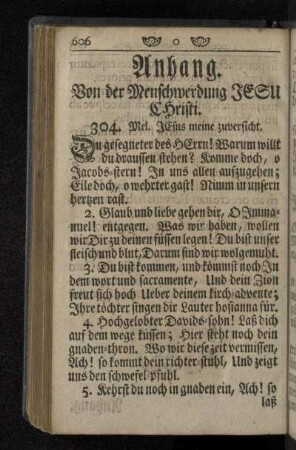 606 o
Anhang.
Von der Menschwerdung JESU
CHristi.
304. Mel. JEsus meine zuversicht.
Du gesegneter des HErrn! Warum willt
du draussen stehen? Komme doch, o
Jacobs-stern! In uns allen aufzugehen;
Eile doch, o wehrter gast! Nimm in unsern
hertzen rast.
2. Glaub und liebe gehen dir, O Imma-
nuel! entgegen. Was wir haben, wollen
wir Dir zu deinen füssen legen! Du bist unser
fleisch und blut, Darum sind wir wolgemuht.
3. Du bist kommen, und kömmst noch In
dem wort und sacramente, Und dein Zion
freut sich hoch Ueber deinem kirch-advente;
Ihre töchter singen dir Lauter hosianna für.
4. Hochgelobter Davids-sohn! Laß dich
auf dem wege küssen; Hier steht noch dein
gnaden-thron. Wo wir diese zeit vermissen,
Ach! so kommt dein richter-stuhl, Und zeigt
uns den schwefel-pfuhl.
5. Kehrst du noch in gnaden ein, Ach! so
laß